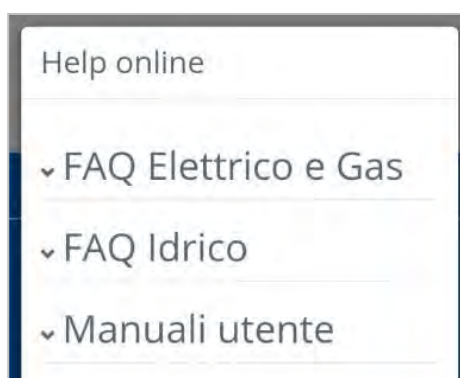 Help online
FAQ Elettrico e Gas
FAQ Idrico
Manuali utente